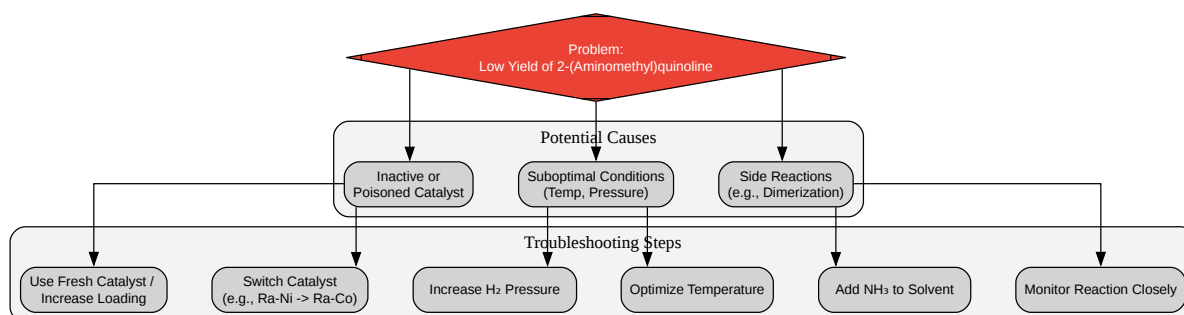 Problem:
Low Yield of 2-(Aminomethyl)quinoline
Potential Causes
Inactive or
Poisoned Catalyst
Suboptimal Conditions
(Temp, Pressure)
Side Reactions
(e.g., Dimerization)
Troubleshooting Steps
Use Fresh Catalyst /
Increase Loading
Switch Catalyst
(e.g., Ra-Ni -> Ra-Co)
Increase H₂ Pressure
Optimize Temperature
Add NH₃ to Solvent
Monitor Reaction Closely